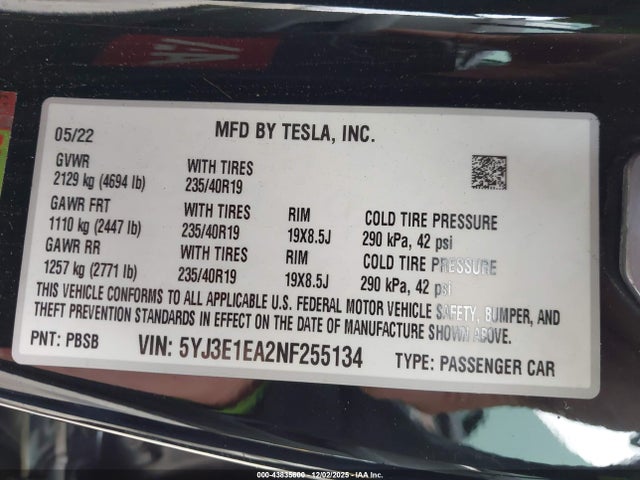 05/22 MFD BY TESLA, INC.
GVWR WITH TIRES
2129 kg (4694 lb) 235/40R19
GAWR FRT WITH TIRES RIM COLD TIRE PRESSURE
1110 kg (2447 lb) 235/40R19 19X8.5J 290 kPa, 42 psi
GAWR RR WITH TIRES RIM COLD TIRE PRESSURE
1257 kg (2771 lb) 235/40R19 19X8.5J 290 kPa, 42 psi
THIS VEHICLE CONFORMS TO ALL APPLICABLE U.S. FEDERAL MOTOR VEHICLE SAFETY, BUMPER, AND
THEFT PREVENTION STANDARDS IN EFFECT ON THE DATE OF MANUFACTURE SHOWN ABOVE.
PNT: PBSB VIN: 5YJ3E1EA2NF255134 TYPE: PASSENGER CAR
000-43835800 - 12/02/2025 - IAA Inc.